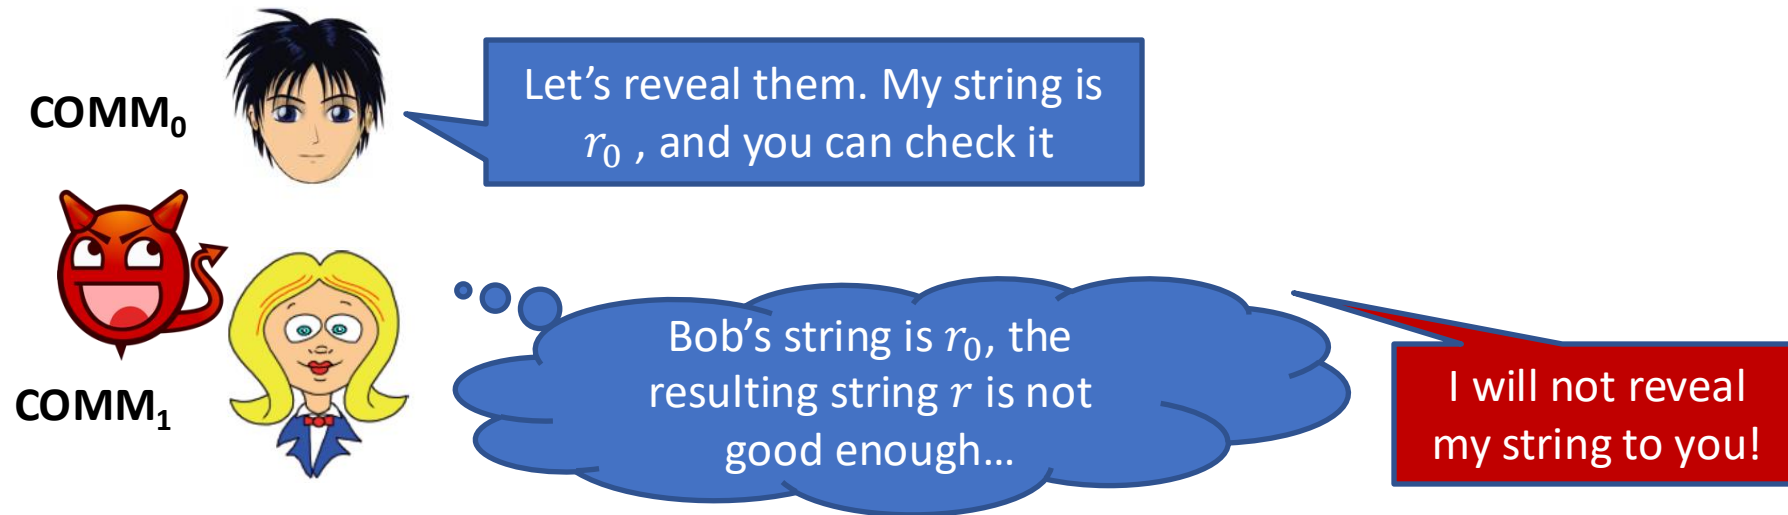 COMM₀
Let’s reveal them. My string is
𝑟₀ , and you can check it
COMM₁
Bob’s string is 𝑟₀, the
resulting string 𝑟 is not
good enough…
I will not reveal
my string to you!